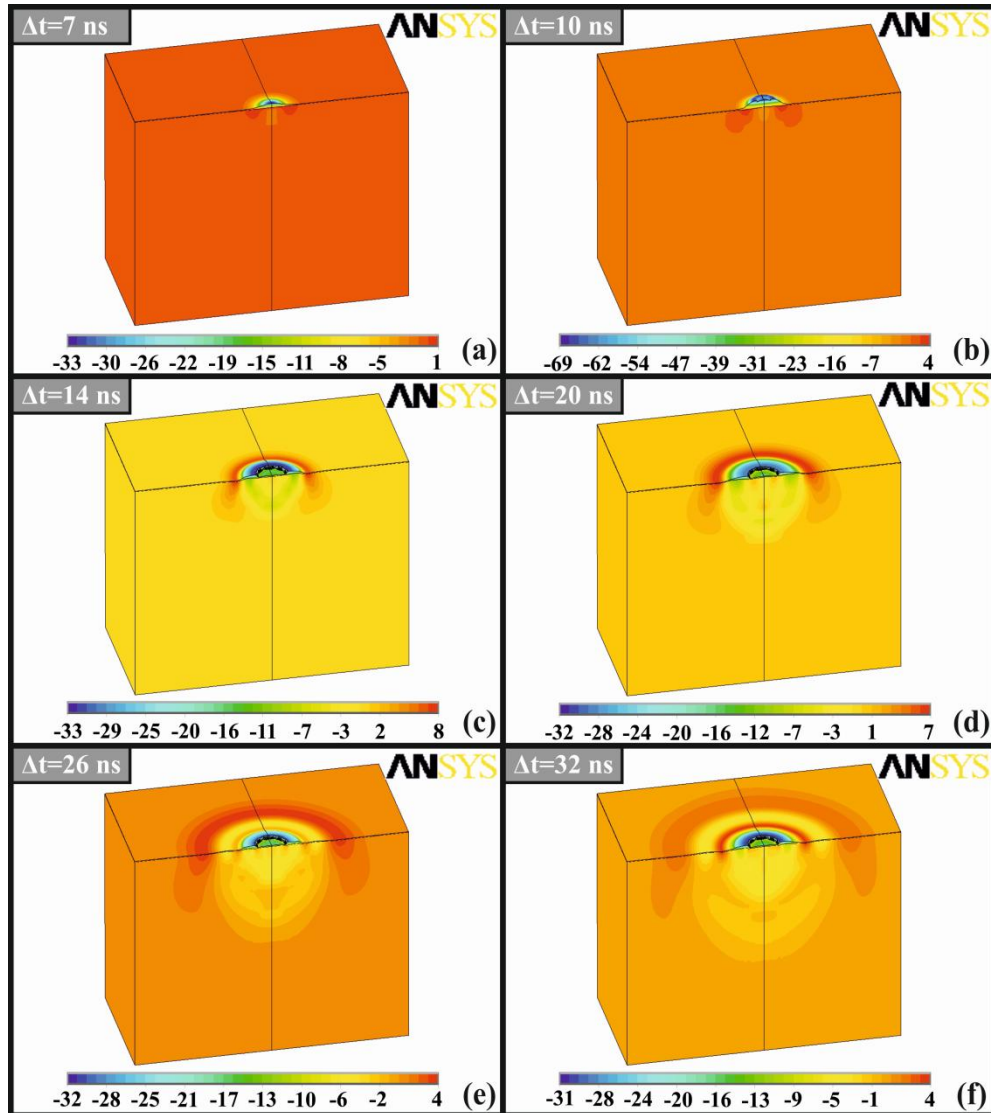 Δt=7 ns
ANSYS
-33 -30 -26 -22 -19 -15 -11 -8 -5 1
(a)
Δt=10 ns
ANSYS
-69 -62 -54 -47 -39 -31 -23 -16 -7 4
(b)
Δt=14 ns
ANSYS
-33 -29 -25 -20 -16 -11 -7 -3 2 8
(c)
Δt=20 ns
ANSYS
-32 -28 -24 -20 -16 -12 -7 -3 1 7
(d)
Δt=26 ns
ANSYS
-32 -28 -25 -21 -17 -13 -10 -6 -2 4
(e)
Δt=32 ns
ANSYS
-31 -28 -24 -20 -16 -13 -9 -5 -1 4
(f)